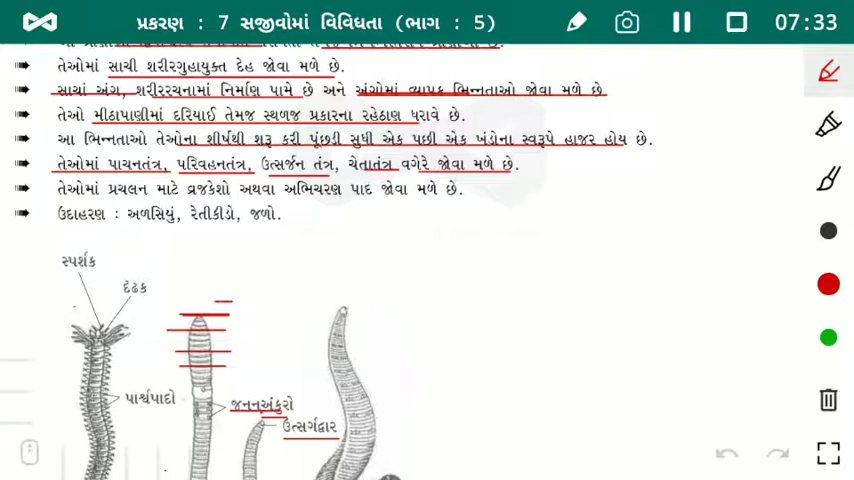 પ્રકરણ : 7 સજીવોમાં વિવિધતા (ભાગ : 5)
07:33
તેઓમાં સાચી શરીરગુહાયુક્ત દેહ જોવા મળે છે.
સાચાં અંગ, શરીરરચનામાં નિર્માણ પામે છે અને અંગોમાં વ્યાપક ભિન્નતાઓ જોવા મળે છે.
તેઓ મીઠાપાણીમાં દરિયાઈ તેમજ સ્થળજ પ્રકારના રહેઠાણ ધરાવે છે.
આ ભિન્નતાઓ તેઓના શીર્ષથી શરૂ કરી પૂંછડી સુધી એક પછી એક ખંડોના સ્વરૂપે હાજર હોય છે.
તેઓમાં પાચનતંત્ર, પરિવહનતંત્ર, ઉત્સર્જન તંત્ર, ચેતાતંત્ર વગેરે જોવા મળે છે.
તેઓમાં પ્રચલન માટે વ્રજકેશો અથવા અભિચરણ પાદ જોવા મળે છે.
ઉદાહરણ : અળસિયું, રેતીકીડો, જળો.
સ્પર્શક
દંઢક
પાર્શ્વપાદો
જનનઅંકુરો
ઉત્સર્ગદ્વાર